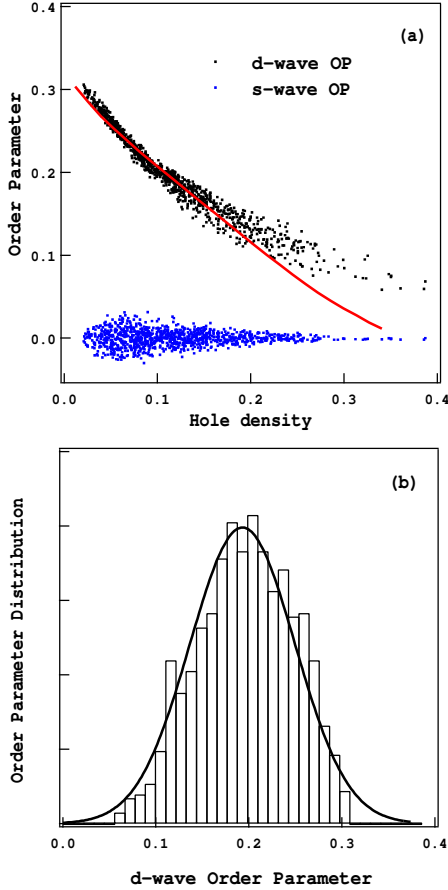 0.4
(a)
d-wave OP
s-wave OP
0.3
0.2
0.1
0.0
Order Parameter
0.0 0.1 0.2 0.3 0.4
Hole density
(b)
Order Parameter Distribution
0.0 0.1 0.2 0.3 0.4
d-wave Order Parameter